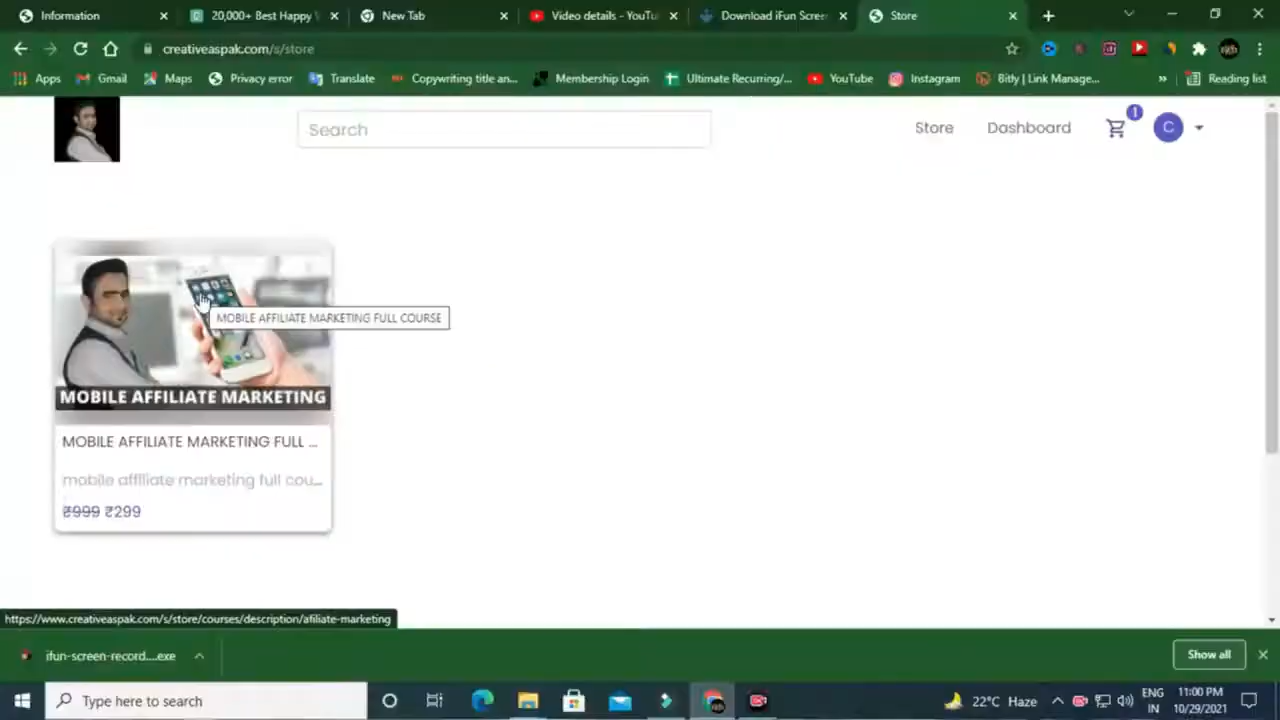 Information
20,000+ Best Happy
New Tab
Video details - YouTu
Download iFun Scree
Store
creativeaspak.com/s/store
Apps
Gmail
Maps
Privacy error
Translate
Copywriting title an...
Membership Login
Ultimate Recurring/...
YouTube
Instagram
Bitly | Link Manage...
»
Reading list
Search
Store
Dashboard
1
C
MOBILE AFFILIATE MARKETING FULL COURSE
MOBILE AFFILIATE MARKETING
MOBILE AFFILIATE MARKETING FULL ...
mobile affiliate marketing full cou...
₹999 ₹299
https://www.creativeaspak.com/s/store/courses/description/afiliate-marketing
ifun-screen-record....exe
Show all
Type here to search
22°C Haze
ENG
IN
11:00 PM
10/29/2021